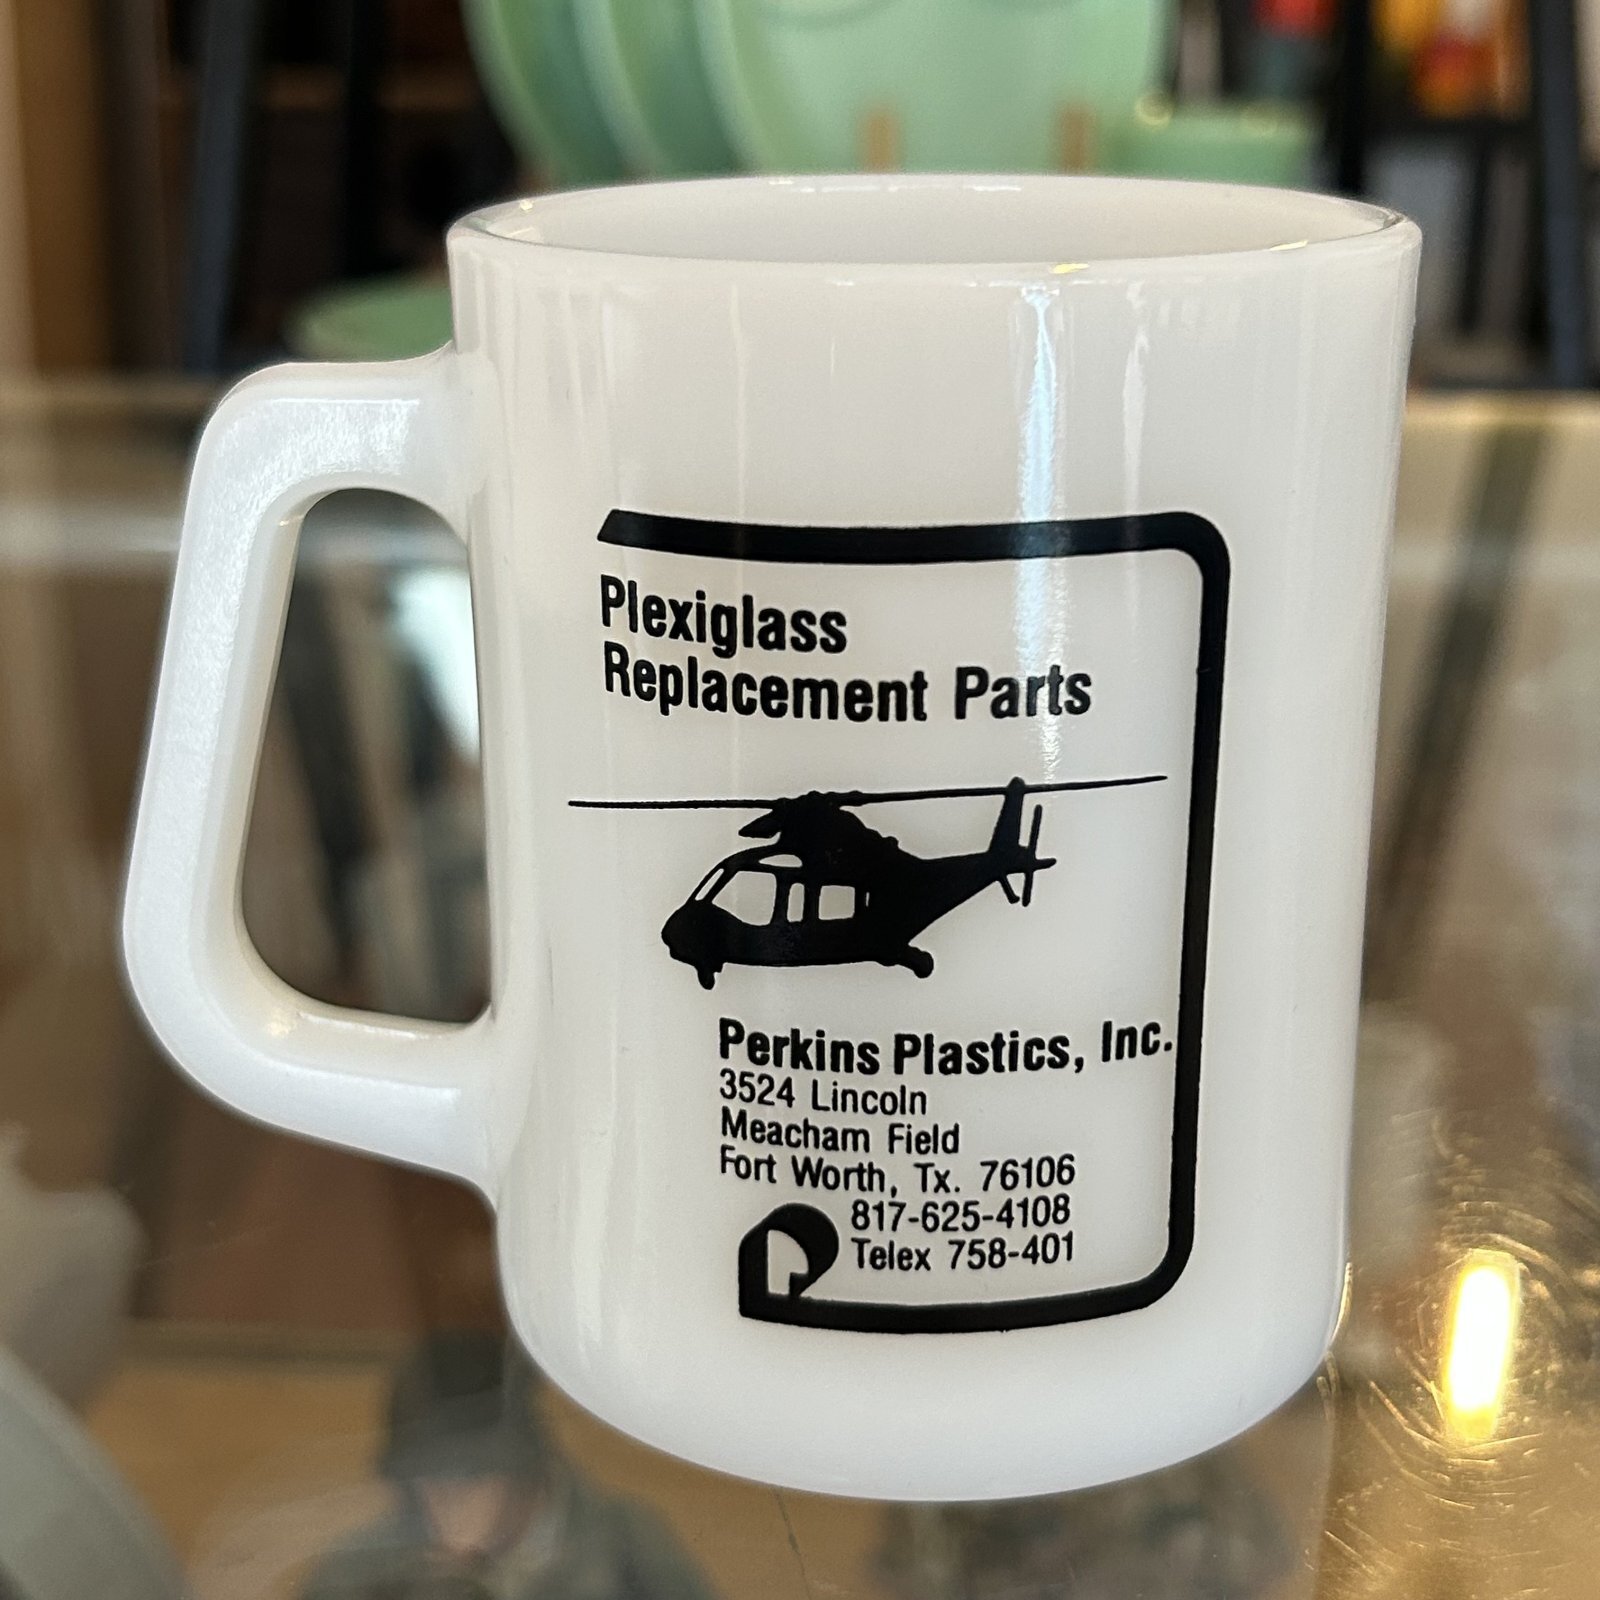 Plexiglass
Replacement Parts
Perkins Plastics, Inc.
3524 Lincoln
Meacham Field
Fort Worth, Tx. 76106
817-625-4108
Telex 758-401